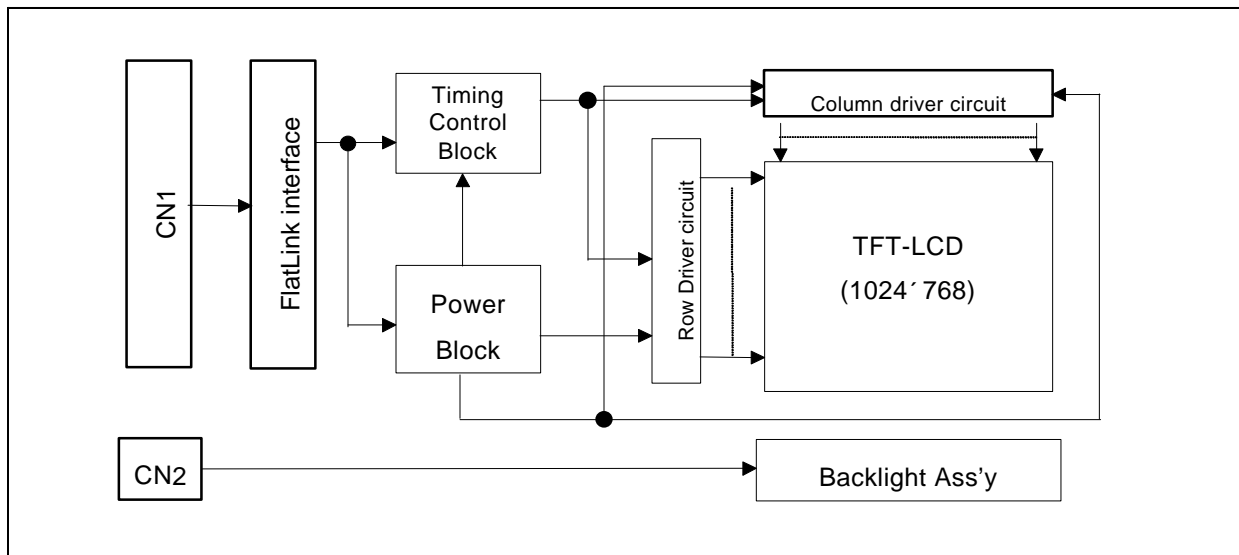 CN1
FlatLink interface
Timing
Control
Block
Power
Block
Column driver circuit
Row Driver circuit
TFT-LCD
(1024´ 768)
CN2
Backlight Ass'y